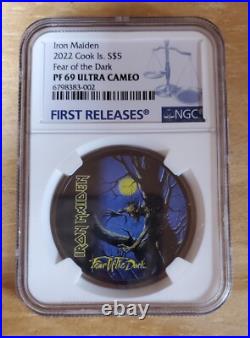 Iron Maiden
2022 Cook Is. S$5
Fear of the Dark
PF 69 ULTRA CAMEO
6798383-002
FIRST RELEASES®
NGC
IRON MAIDEN
Fear Of The Dark